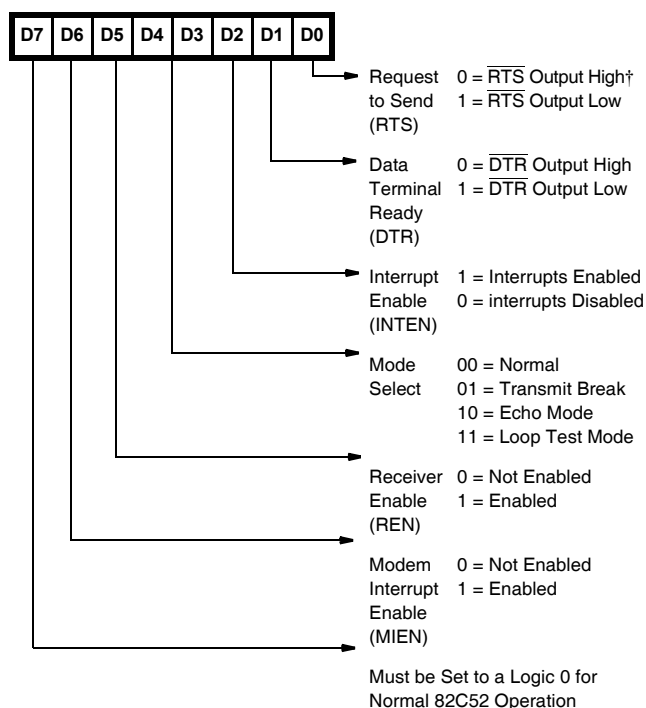 D7 D6 D5 D4 D3 D2 D1 D0
Request 0 = RTS Output High†
to Send 1 = RTS Output Low
(RTS)
Data 0 = DTR Output High
Terminal 1 = DTR Output Low
Ready
(DTR)
Interrupt 1 = Interrupts Enabled
Enable 0 = interrupts Disabled
(INTEN)
Mode 00 = Normal
Select 01 = Transmit Break
10 = Echo Mode
11 = Loop Test Mode
Receiver 0 = Not Enabled
Enable 1 = Enabled
(REN)
Modem 0 = Not Enabled
Interrupt 1 = Enabled
Enable
(MIEN)
Must be Set to a Logic 0 for
Normal 82C52 Operation